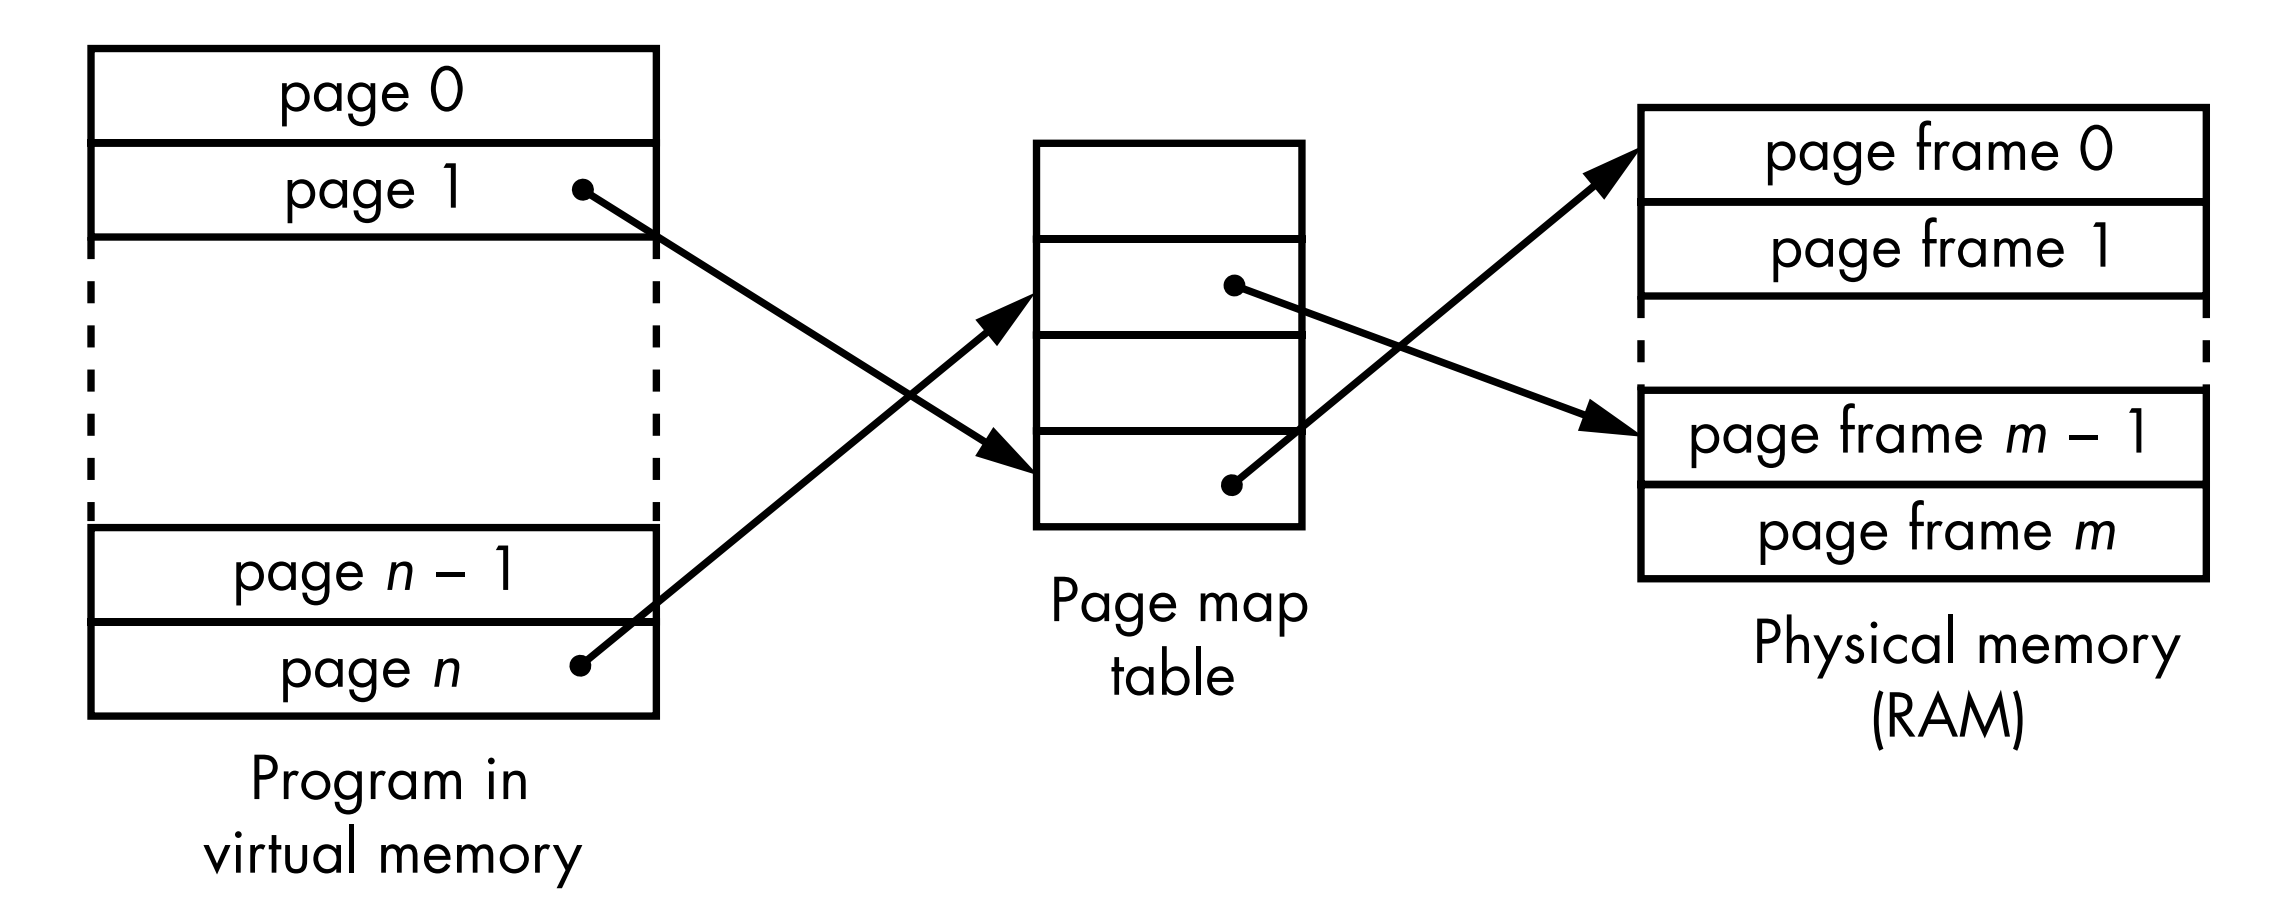 page 0
page 1
page n – 1
page n
Program in
virtual memory
Page map
table
page frame 0
page frame 1
page frame m – 1
page frame m
Physical memory
(RAM)